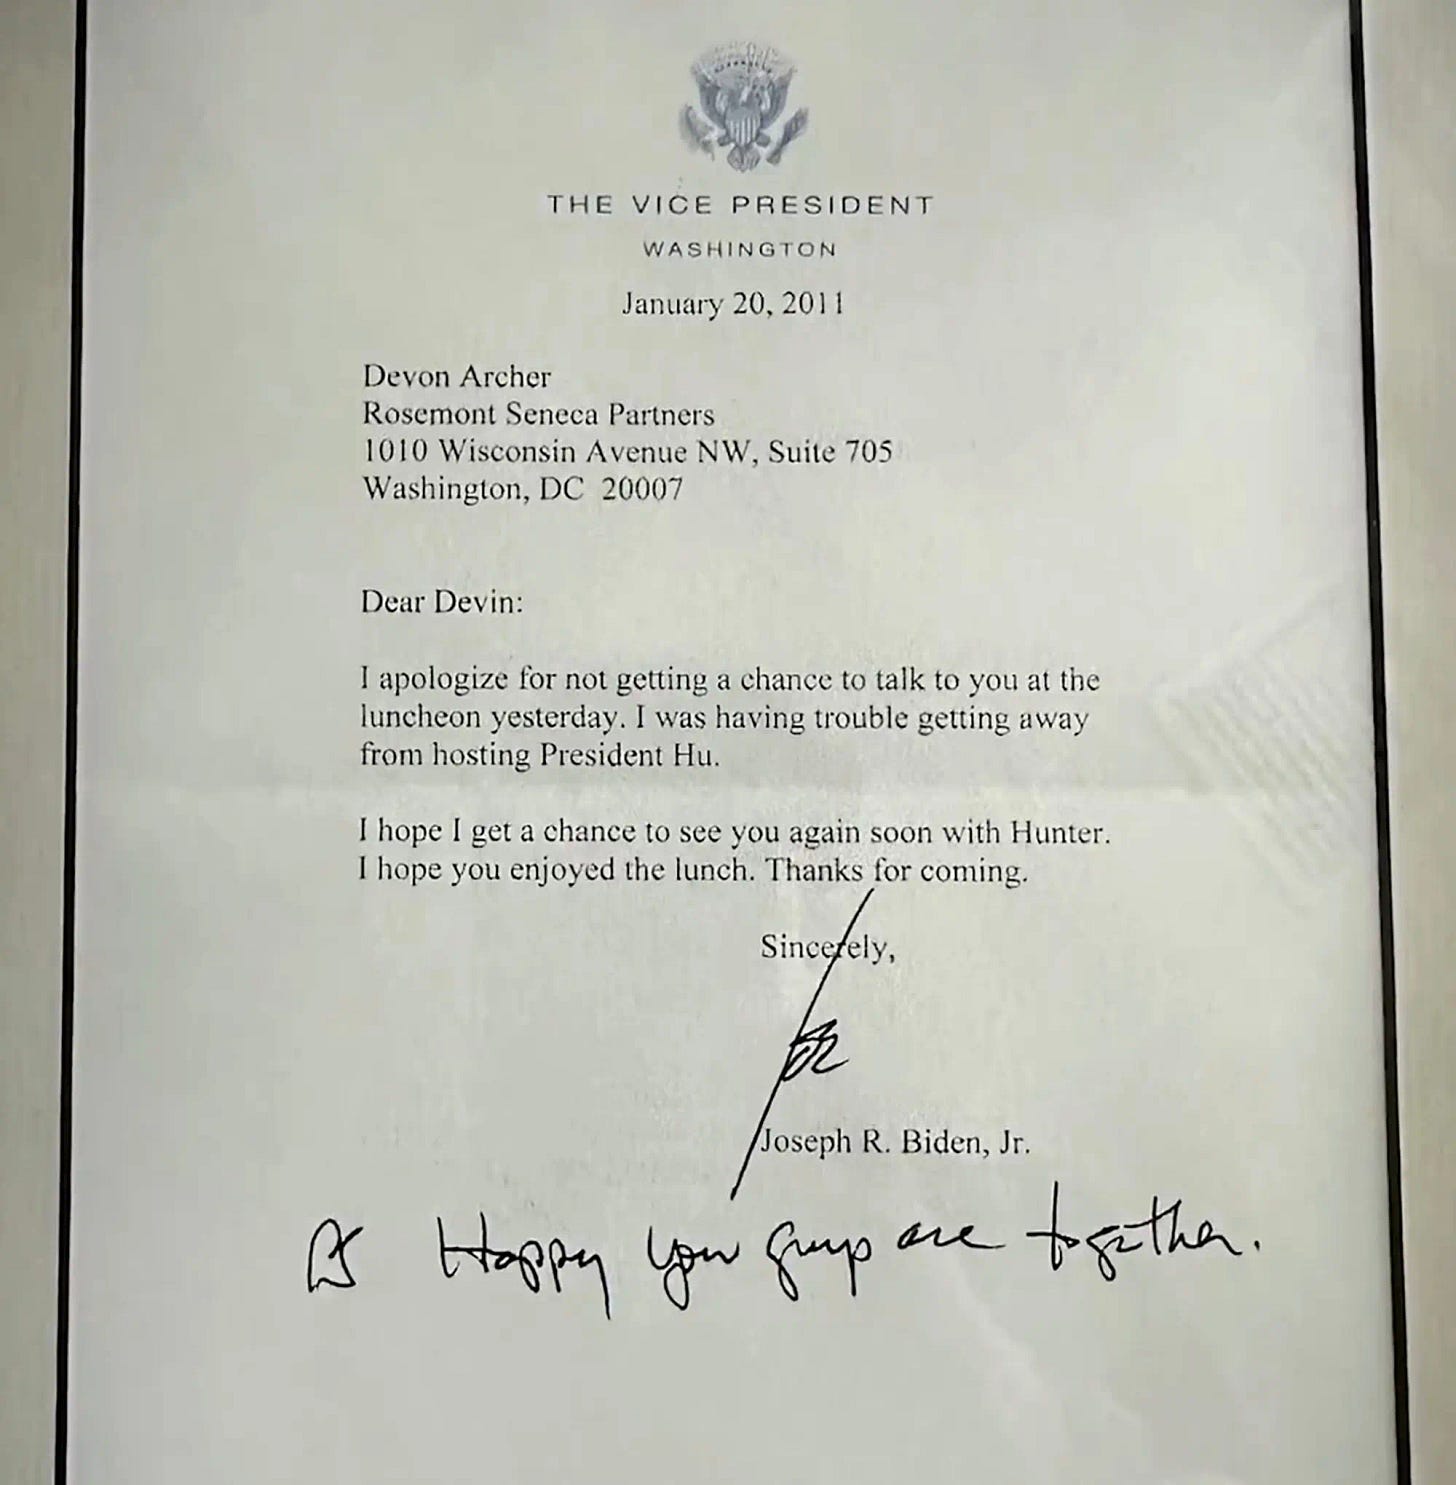 THE VICE PRESIDENT
WASHINGTON
January 20, 2011
Devon Archer
Rosemont Seneca Partners
1010 Wisconsin Avenue NW, Suite 705
Washington, DC 20007
Dear Devin:
I apologize for not getting a chance to talk to you at the
luncheon yesterday. I was having trouble getting away
from hosting President Hu.
I hope I get a chance to see you again soon with Hunter.
I hope you enjoyed the lunch. Thanks for coming.
Sincerely,
Joseph R. Biden, Jr.
PS Happy you guys are together.